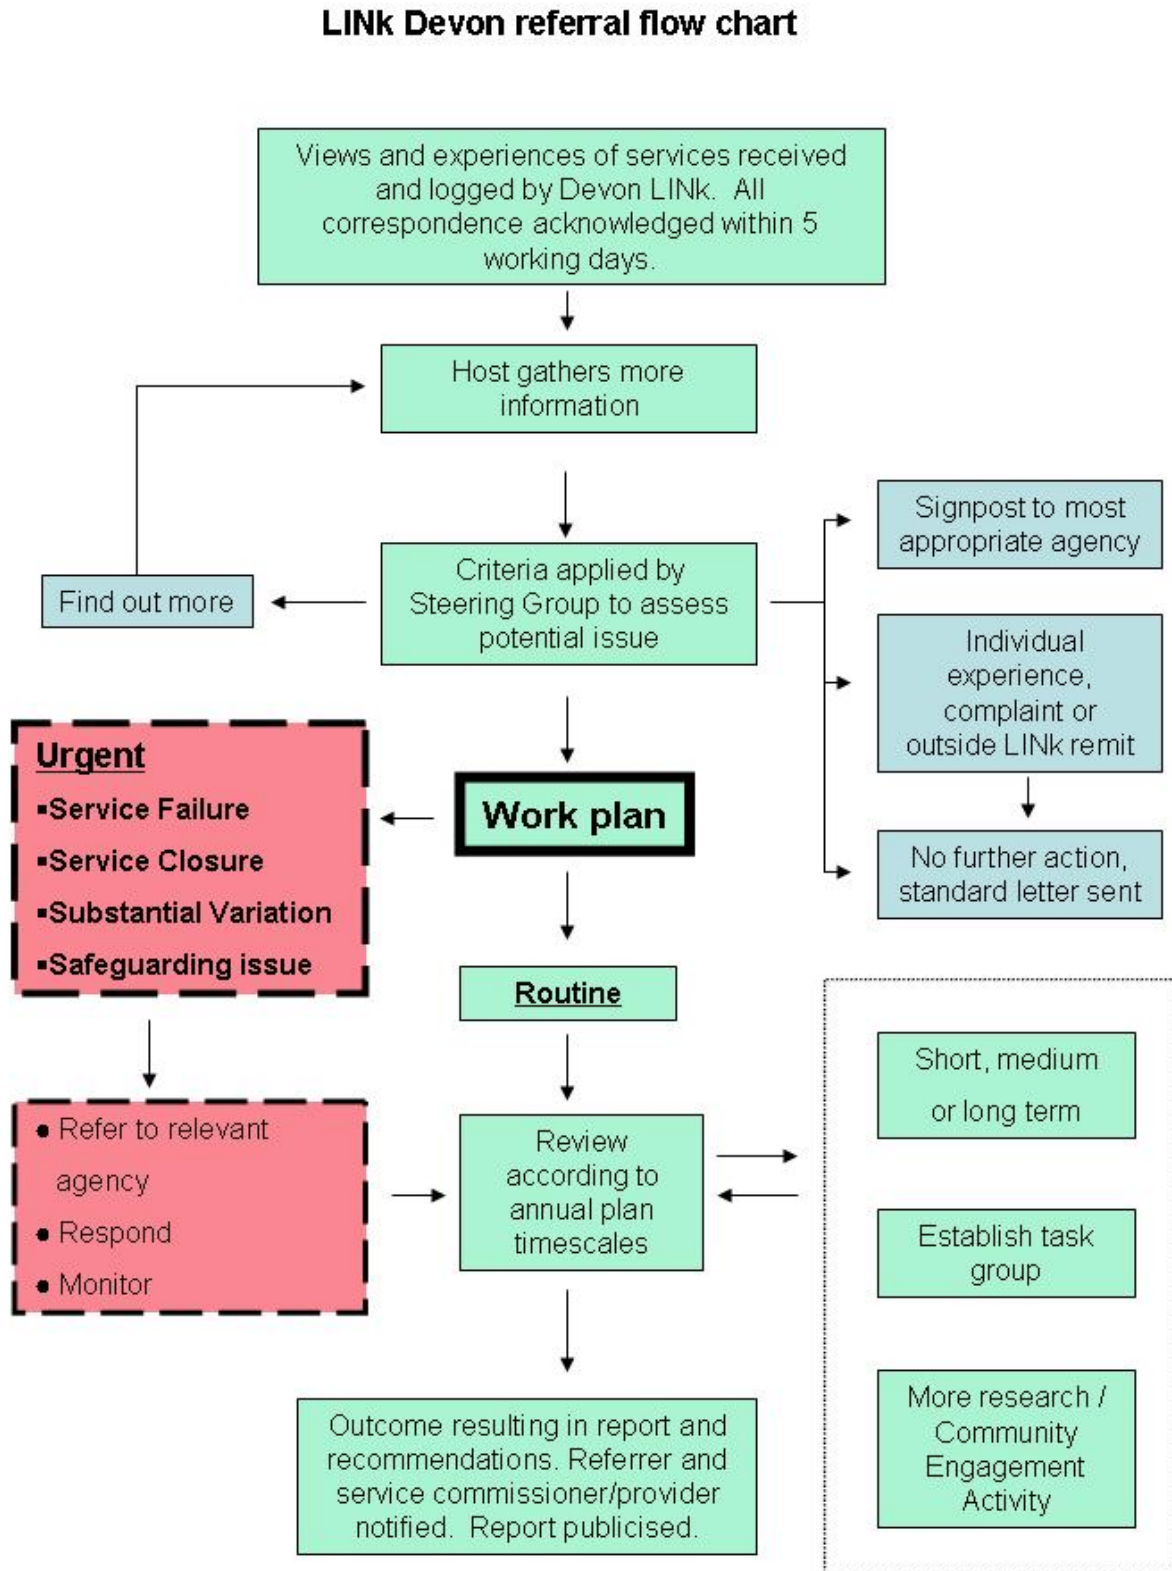 LINk Devon referral flow chart
Views and experiences of services received
and logged by Devon LINk.  All
correspondence acknowledged within 5
working days.
Host gathers more
information
Signpost to most
appropriate agency
Criteria applied by
Steering Group to assess
potential issue
Find out more
Individual
experience,
complaint or
outside LINk remit
Urgent
▪Service Failure
▪Service Closure
▪Substantial Variation
▪Safeguarding issue
Work plan
No further action,
standard letter sent
Routine
Short, medium
or long term
● Refer to relevant
agency
● Respond
● Monitor
Review
according to
annual plan
timescales
Establish task
group
More research /
Community
Engagement
Activity
Outcome resulting in report and
recommendations. Referrer and
service commissioner/provider
notified.  Report publicised.